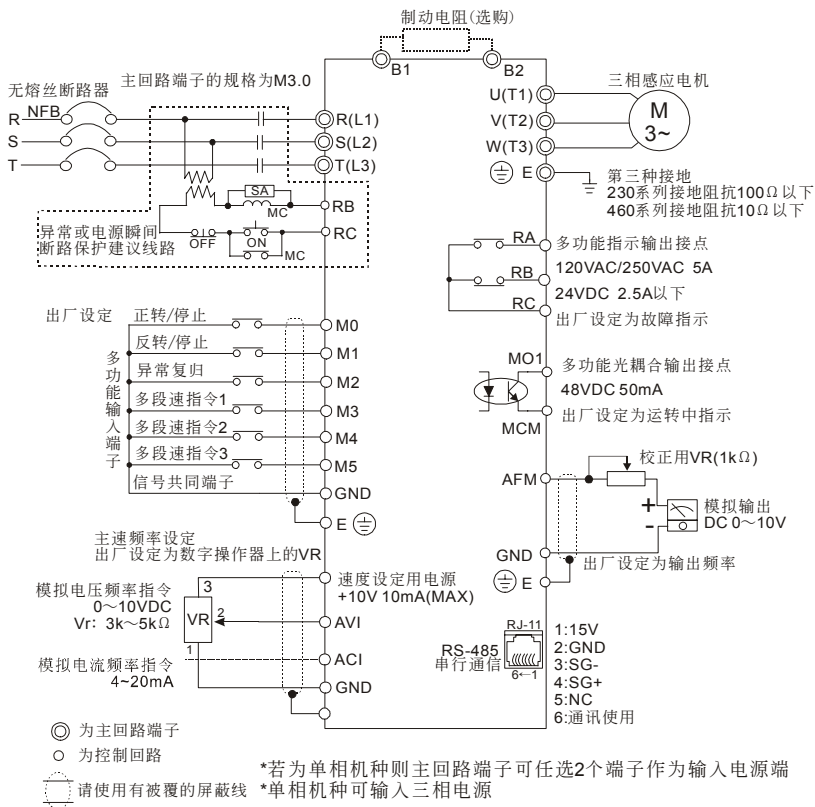 制动电阻(选购)
B1
B2
主回路端子的规格为M3.0
无熔丝断路器
NFB
R
S
T
R(L1)
S(L2)
T(L3)
SA
MC
RB
RC
OFF
ON
MC
异常或电源瞬间
断路保护建议线路
三相感应电机
U(T1)
V(T2)
W(T3)
M
3~
E
第三种接地
230系列接地阻抗100Ω以下
460系列接地阻抗10Ω以下
RA
多功能指示输出接点
RB
120VAC/250VAC 5A
24VDC 2.5A以下
RC
出厂设定为故障指示
出厂设定
正转/停止
M0
反转/停止
M1
异常复归
M2
多段速指令1
M3
多段速指令2
M4
多段速指令3
M5
信号共同端子
GND
E
多功能输入端子
MO1
多功能光耦合输出接点
48VDC 50mA
MCM
出厂设定为运转中指示
校正用VR(1kΩ)
AFM
+
-
模拟输出
DC 0~10V
GND
出厂设定为输出频率
E
主速频率设定
出厂设定为数字操作器上的VR
模拟电压频率指令
0~10VDC
Vr: 3k~5kΩ
3
VR
2
1
速度设定用电源
+10V 10mA(MAX)
AVI
模拟电流频率指令
4~20mA
ACI
GND
RJ-11
RS-485
串行通信
6←1
1:15V
2:GND
3:SG-
4:SG+
5:NC
6:通讯使用
为主回路端子
为控制回路
请使用有被覆的屏蔽线
*若为单相机种则主回路端子可任选2个端子作为输入电源端
*单相机种可输入三相电源